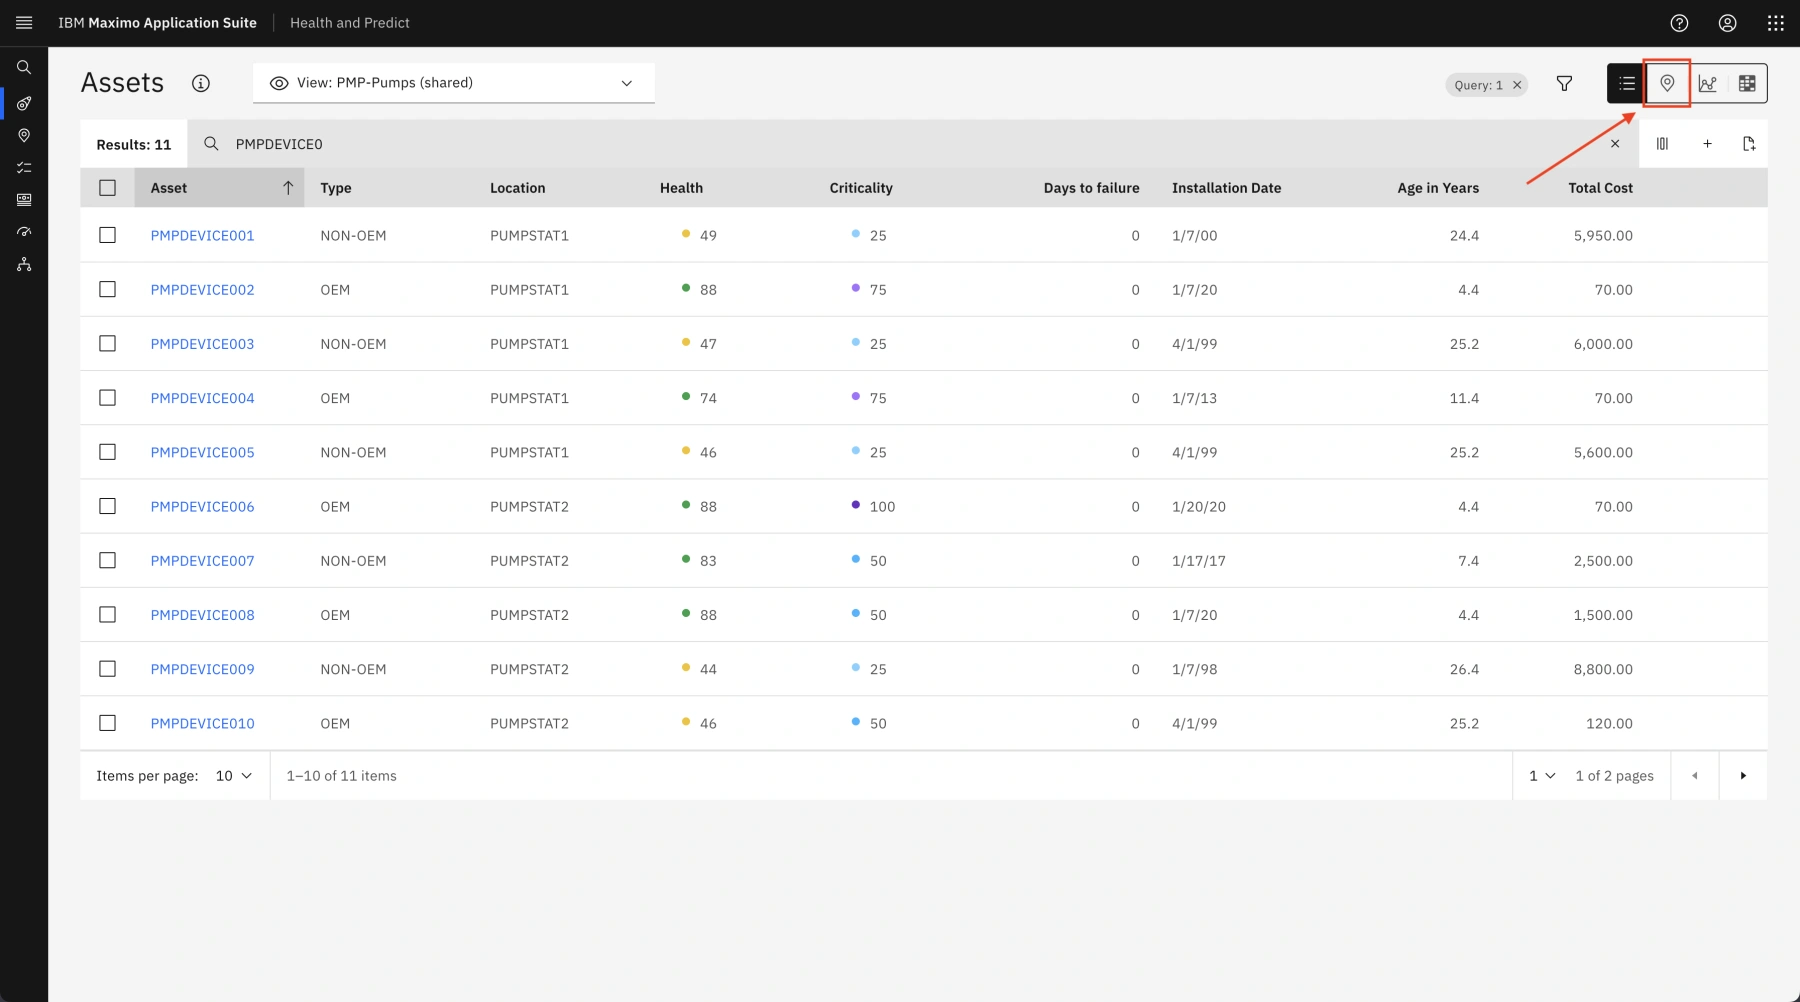 IBM Maximo Application Suite Health and Predict
Assets View: PMP-Pumps (shared) Query: 1
Results: 11 PMPDEVICE0
Asset Type Location Health Criticality Days to failure Installation Date Age in Years Total Cost
PMPDEVICE001 NON-OEM PUMPSTAT1 49 25 0 1/7/00 24.4 5,950.00
PMPDEVICE002 OEM PUMPSTAT1 88 75 0 1/7/20 4.4 70.00
PMPDEVICE003 NON-OEM PUMPSTAT1 47 25 0 4/1/99 25.2 6,000.00
PMPDEVICE004 OEM PUMPSTAT1 74 75 0 1/7/13 11.4 70.00
PMPDEVICE005 NON-OEM PUMPSTAT1 46 25 0 4/1/99 25.2 5,600.00
PMPDEVICE006 OEM PUMPSTAT2 88 100 0 1/20/20 4.4 70.00
PMPDEVICE007 NON-OEM PUMPSTAT2 83 50 0 1/17/17 7.4 2,500.00
PMPDEVICE008 OEM PUMPSTAT2 88 50 0 1/7/20 4.4 1,500.00
PMPDEVICE009 NON-OEM PUMPSTAT2 44 25 0 1/7/98 26.4 8,800.00
PMPDEVICE010 OEM PUMPSTAT2 46 50 0 4/1/99 25.2 120.00
Items per page: 10 1–10 of 11 items 1 1 of 2 pages